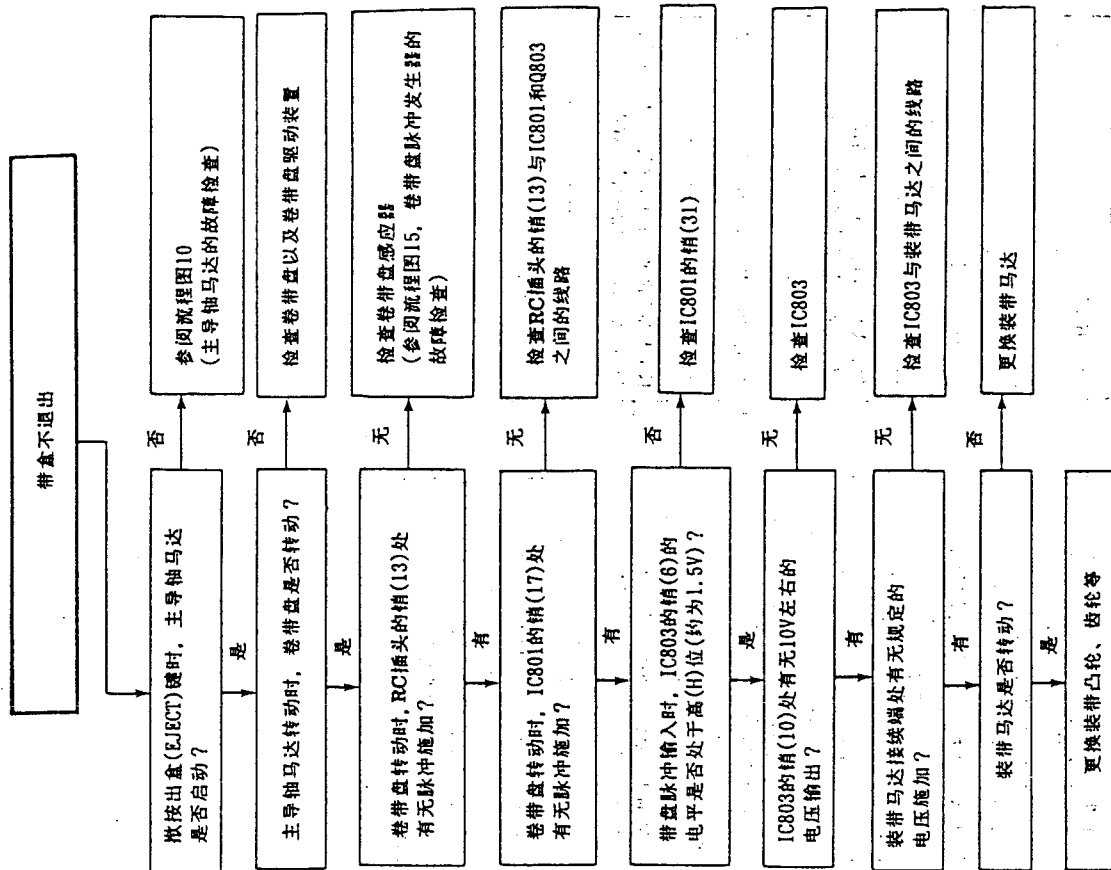 带盒不退出
揿按出盒(EJECT)键时，主导轴马达
是否启动？
否
参阅流程图10
(主导轴马达的故障检查)
是
主导轴马达转动时，卷带盘是否转动？
否
检查卷带盘以及卷带盘驱动装置
是
卷带盘转动时，RC插头的销(13)处
有无脉冲施加？
无
检查卷带盘感应器
(参阅流程图15，卷带盘脉冲发生器的
故障检查)
有
卷带盘转动时，IC801的销(17)处
有无脉冲施加？
无
检查RC插头的销(13)与IC801和Q803
之间的线路
有
带盘脉冲输入时，IC803的销(6)的
电平是否处于高(H)位(约为1.5V)？
否
检查IC801的销(31)
是
IC803的销(10)处有无10V左右的
电压输出？
无
检查IC803
有
装带马达接续端处有无规定的
电压施加？
无
检查IC803与装带马达之间的线路
有
装带马达是否转动？
否
更换装带马达
是
更换装带凸轮、齿轮等